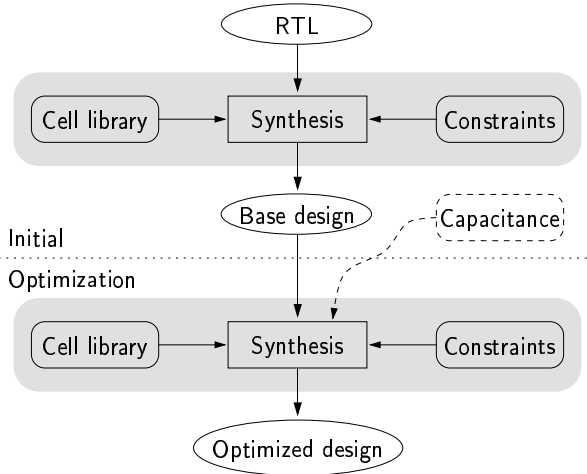 RTL
Cell library
Synthesis
Constraints
Base design
Capacitance
Initial
Optimization
Cell library
Synthesis
Constraints
Optimized design